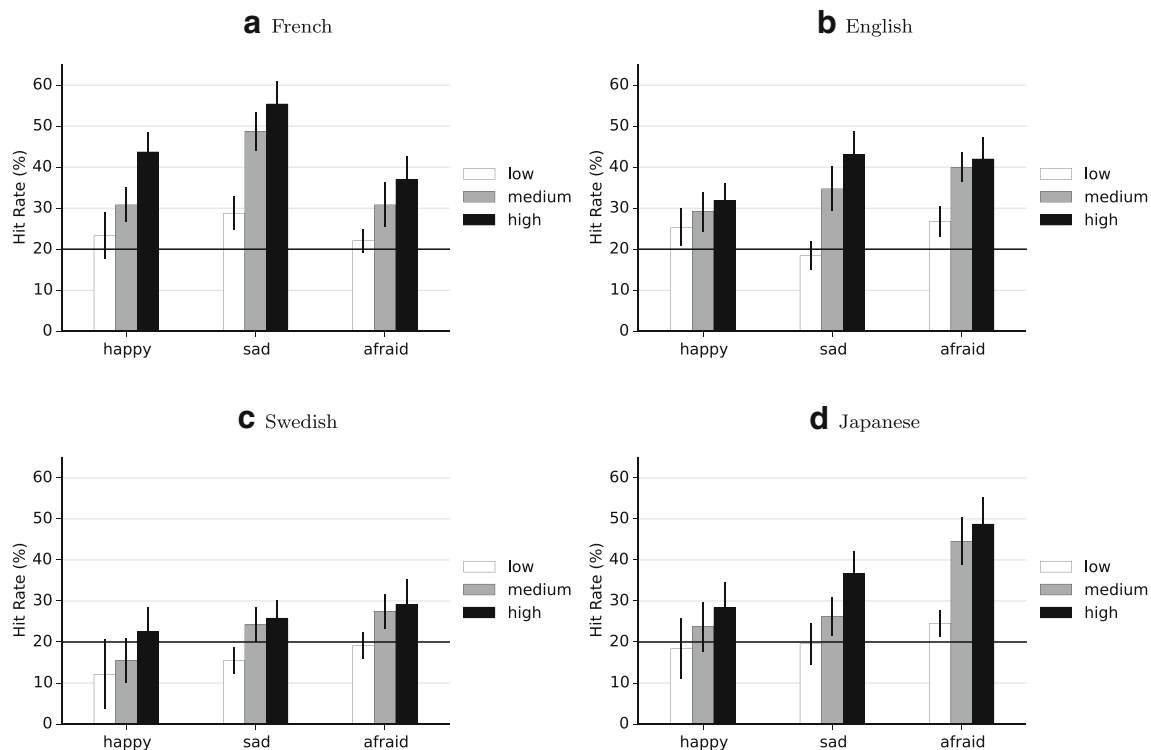 a French
Hit Rate (%)
60
50
40
30
20
10
0
happy sad afraid
low
medium
high
b English
Hit Rate (%)
60
50
40
30
20
10
0
happy sad afraid
low
medium
high
c Swedish
Hit Rate (%)
60
50
40
30
20
10
0
happy sad afraid
low
medium
high
d Japanese
Hit Rate (%)
60
50
40
30
20
10
0
happy sad afraid
low
medium
high